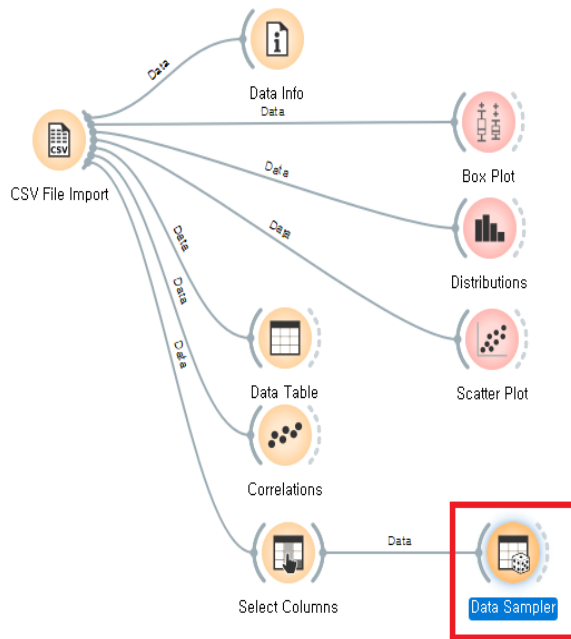 Data
Data Info
Data
CSV
CSV File Import
Box Plot
Data
Data
Distributions
Data
Data
Data
Data Table
Scatter Plot
Correlations
Data
Select Columns
Data Sampler